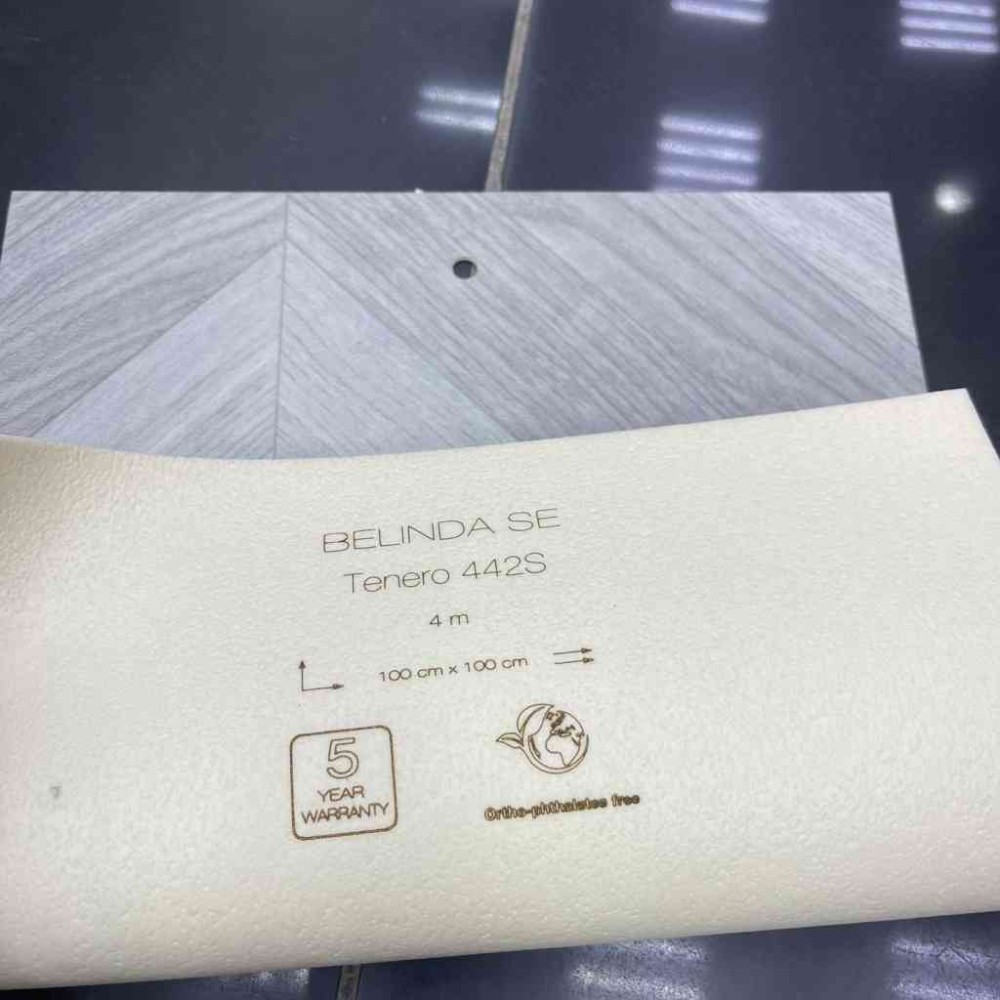 BELINDA SE
Tenero 442S
4 m
100 cm x 100 cm
5
YEAR
WARRANTY
Ortho-phthalates free